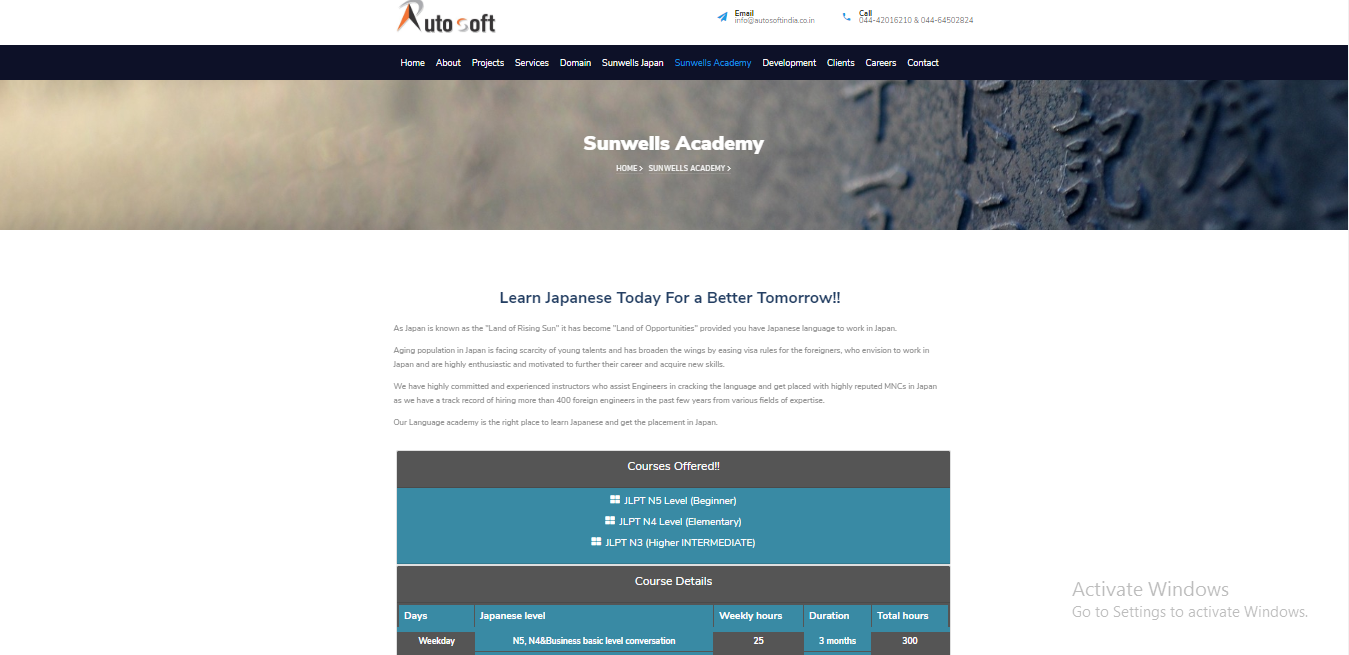 Auto soft
Email
info@autosoftindia.co.in
Call
044-42016210 & 044-64502824
Home About Projects Services Domain Sunwells Japan Sunwells Academy Development Clients Careers Contact
Sunwells Academy
HOME > SUNWELLS ACADEMY >
記
Learn Japanese Today For a Better Tomorrow!!
As Japan is known as the "Land of Rising Sun" it has become "Land of Opportunities" provided you have Japanese language to work in Japan.
Aging population in Japan is facing scarcity of young talents and has broaden the wings by easing visa rules for the foreigners, who envision to work in
Japan and are highly enthusiastic and motivated to further their career and acquire new skills.
We have highly committed and experienced instructors who assist Engineers in cracking the language and get placed with highly reputed MNCs in Japan
as we have a track record of hiring more than 400 foreign engineers in the past few years from various fields of expertise.
Our Language academy is the right place to learn Japanese and get the placement in Japan.
Courses Offered!!
JLPT N5 Level (Beginner)
JLPT N4 Level (Elementary)
JLPT N3 (Higher INTERMEDIATE)
Course Details
Days Japanese level Weekly hours Duration Total hours
Weekday N5, N4&Business basic level conversation 25 3 months 300
Activate Windows
Go to Settings to activate Windows.